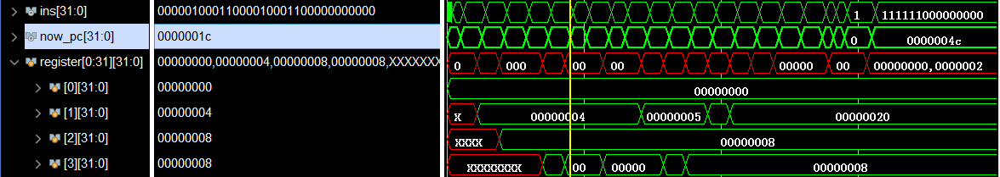 ins[31:0] 00000100011000010001100000000000 1 111111000000000
now_pc[31:0] 0000001c 0 0000004c
register[0:31][31:0] 00000000,00000004,00000008,00000008,XXXXXXX 0 000 00 00 00000 00 00000000,0000002
[0][31:0] 00000000 00000000
[1][31:0] 00000004 X 00000004 00000005 00000020
[2][31:0] 00000008 XXXX 00000008
[3][31:0] 00000008 XXXXXXXX 00 00000 00000008